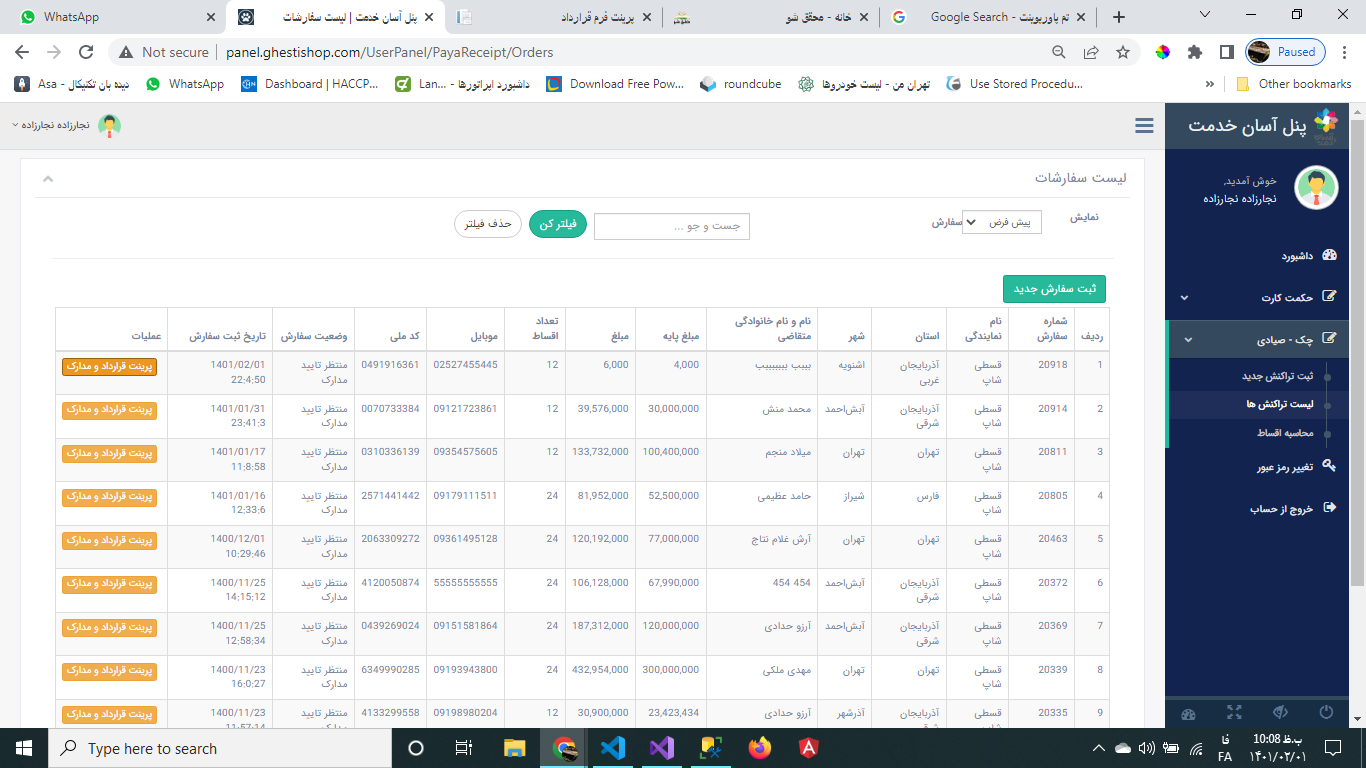 WhatsApp
پنل آسان خدمت | لیست سفارشات
پرینت فرم قرارداد
خانه - محقق شو
تم پاورپوینت - Google Search
Not secure | panel.ghestishop.com/UserPanel/PayaReceipt/Orders
Paused
Asa - دیده بان تکنیکال
WhatsApp
Dashboard | HACCP...
Lan... - داشبورد اپراتورها
Download Free Pow...
roundcube
تهران من - لیست خودروها
Use Stored Procedu...
»
Other bookmarks
پنل آسان خدمت
نجارزاده نجارزاده
خوش آمدید,
نجارزاده نجارزاده
داشبورد
حکمت کارت
چک - صیادی
ثبت تراکنش جدید
لیست تراکنش ها
محاسبه اقساط
تغییر رمز عبور
خروج از حساب
لیست سفارشات
نمایش پیش فرض سفارش جست و جو ... فیلتر کن حذف فیلتر
ثبت سفارش جدید
ردیف شماره سفارش نام نمایندگی استان شهر نام و نام خانوادگی متقاضی مبلغ پایه مبلغ تعداد اقساط موبایل کد ملی وضعیت سفارش تاریخ ثبت سفارش عملیات
1 20918 قسطی شاپ آذربایجان غربی اشنویه بیبب بیبیبیبیب 4,000 6,000 12 02527455445 0491916361 منتظر تایید مدارک 1401/02/01 22:4:50 پرینت قرارداد و مدارک
2 20914 قسطی شاپ آذربایجان شرقی آبش‌احمد محمد منش 30,000,000 39,576,000 12 09121723861 0070733384 منتظر تایید مدارک 1401/01/31 23:41:3 پرینت قرارداد و مدارک
3 20811 قسطی شاپ تهران تهران میلاد منجم 100,400,000 133,732,000 12 09354575605 0310336139 منتظر تایید مدارک 1401/01/17 11:8:58 پرینت قرارداد و مدارک
4 20805 قسطی شاپ فارس شیراز حامد عظیمی 52,500,000 81,952,000 24 09179111511 2571441442 منتظر تایید مدارک 1401/01/16 12:33:6 پرینت قرارداد و مدارک
5 20463 قسطی شاپ تهران تهران آرش غلام نتاج 77,000,000 120,192,000 24 09361495128 2063309272 منتظر تایید مدارک 1400/12/01 10:29:46 پرینت قرارداد و مدارک
6 20372 قسطی شاپ آذربایجان شرقی آبش‌احمد 454 454 67,990,000 106,128,000 24 55555555555 4120050874 منتظر تایید مدارک 1400/11/25 14:15:12 پرینت قرارداد و مدارک
7 20369 قسطی شاپ آذربایجان شرقی آبش‌احمد آرزو حدادی 120,000,000 187,312,000 24 09151581864 0439269024 منتظر تایید مدارک 1400/11/25 12:58:34 پرینت قرارداد و مدارک
8 20339 قسطی شاپ تهران تهران مهدی ملکی 300,000,000 432,954,000 24 09193943800 6349990285 منتظر تایید مدارک 1400/11/23 16:0:27 پرینت قرارداد و مدارک
9 20335 قسطی آذربایجان آذرشهر آرزو حدادی 23,423,434 30,900,000 12 09198980204 4133299558 منتظر تایید 1400/11/23 پرینت قرارداد و مدارک
Type here to search
فا
FA
10:08 ب.ظ
۱۴۰۱/۰۲/۰۱